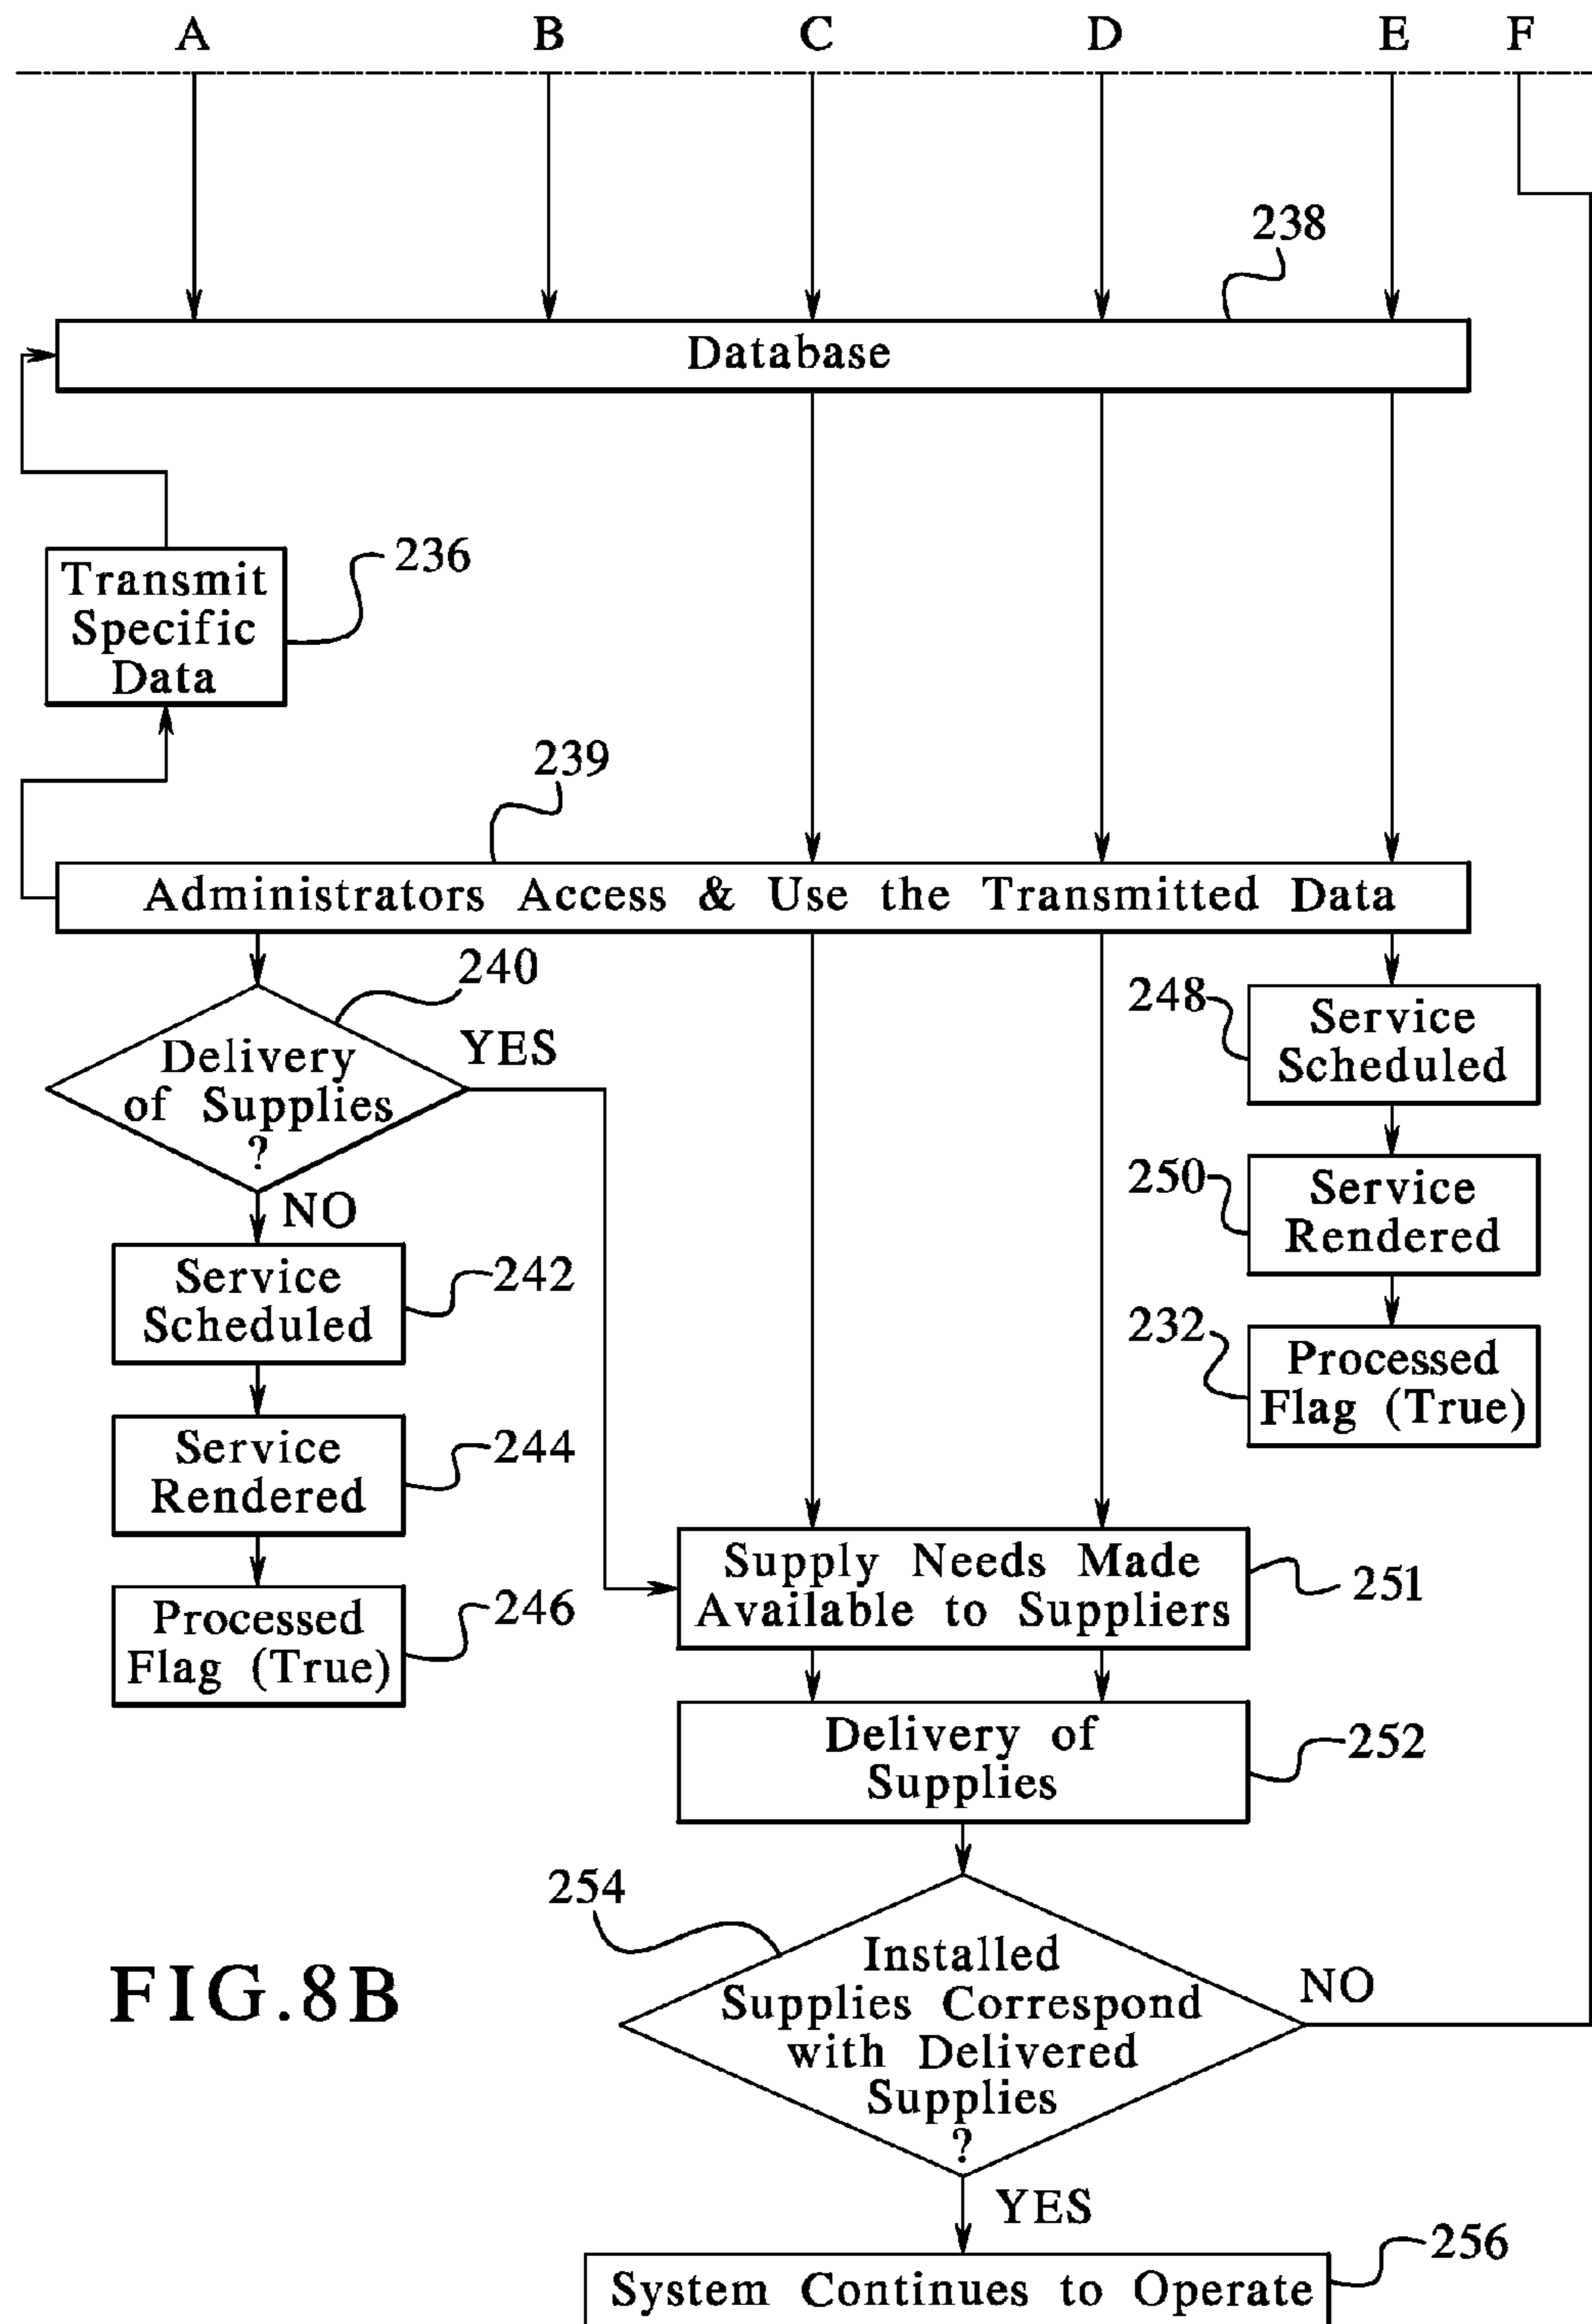 A B C D E F
238
Database
236
Transmit
Specific
Data
239
Administrators Access & Use the Transmitted Data
240
Delivery
of Supplies
?
YES
NO
248
Service
Scheduled
250
Service
Rendered
232
Processed
Flag (True)
Service
Scheduled
242
Service
Rendered
244
Processed
Flag (True)
246
Supply Needs Made
Available to Suppliers
251
Delivery of
Supplies
252
254
Installed
Supplies Correspond
with Delivered
Supplies
?
NO
YES
FIG.8B
256
System Continues to Operate